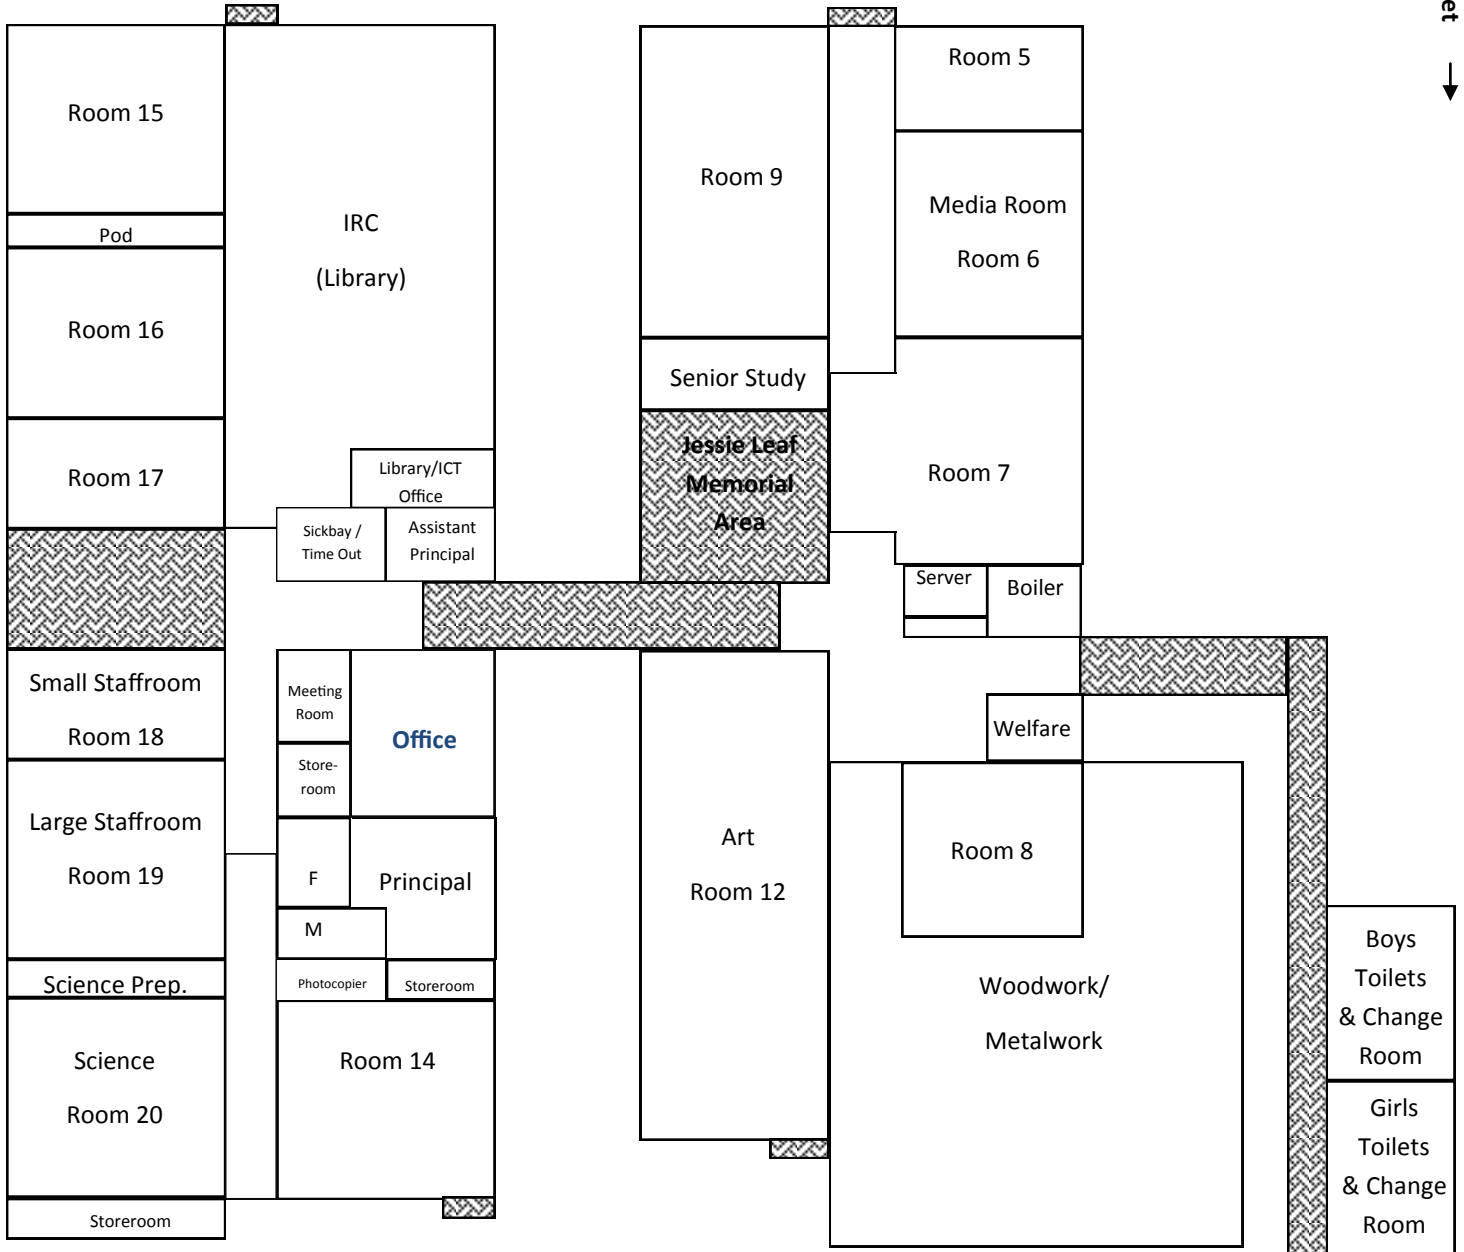 et
Room 15
Pod
Room 16
Room 17
IRC
(Library)
Library/ICT
Office
Sickbay /
Time Out
Assistant
Principal
Room 9
Senior Study
Jessie Leaf
Memorial
Area
Room 5
Media Room
Room 6
Room 7
Server
Boiler
Small Staffroom
Room 18
Large Staffroom
Room 19
Science Prep.
Science
Room 20
Storeroom
Meeting
Room
Office
Store-
room
F
Principal
M
Photocopier
Storeroom
Room 14
Art
Room 12
Welfare
Room 8
Woodwork/
Metalwork
Boys
Toilets
& Change
Room
Girls
Toilets
& Change
Room